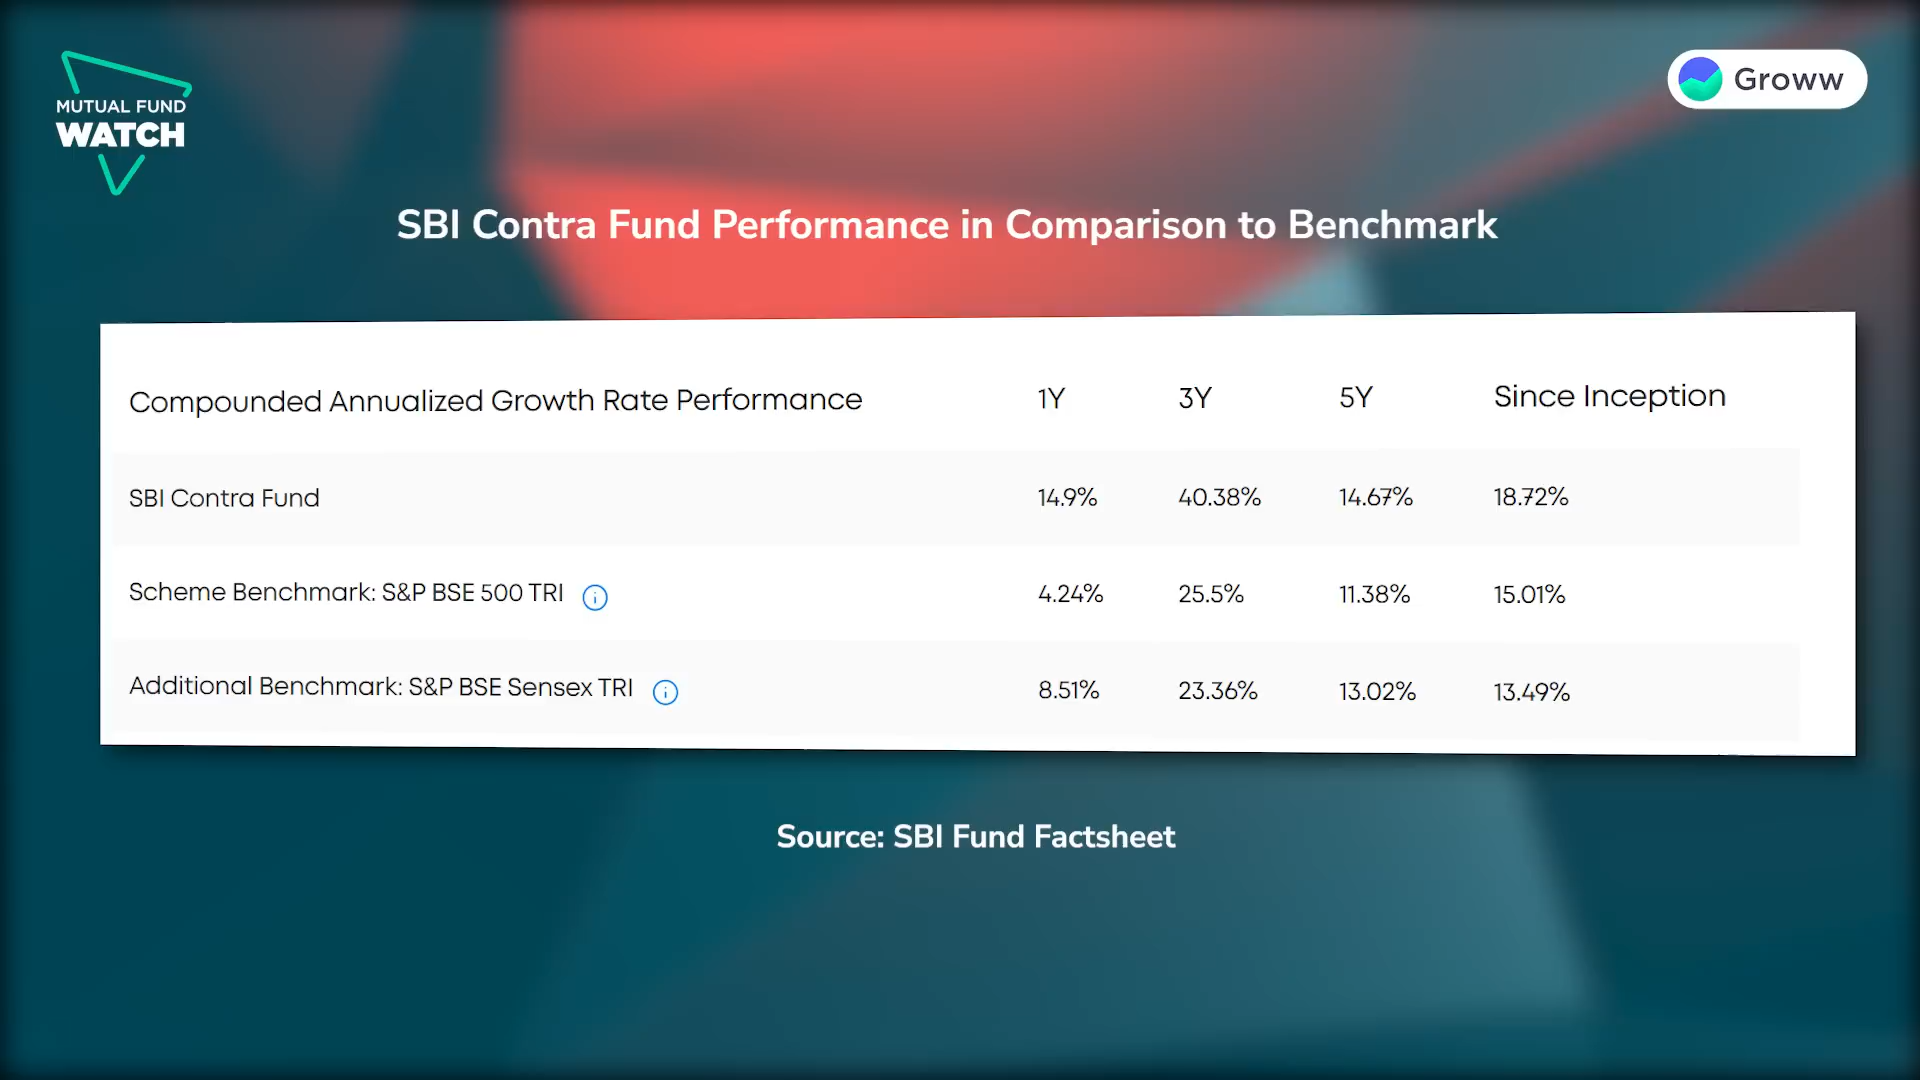 MUTUAL FUND
WATCH
Groww
SBI Contra Fund Performance in Comparison to Benchmark
Compounded Annualized Growth Rate Performance 1Y 3Y 5Y Since Inception
SBI Contra Fund 14.9% 40.38% 14.67% 18.72%
Scheme Benchmark: S&P BSE 500 TRI 4.24% 25.5% 11.38% 15.01%
Additional Benchmark: S&P BSE Sensex TRI 8.51% 23.36% 13.02% 13.49%
Source: SBI Fund Factsheet